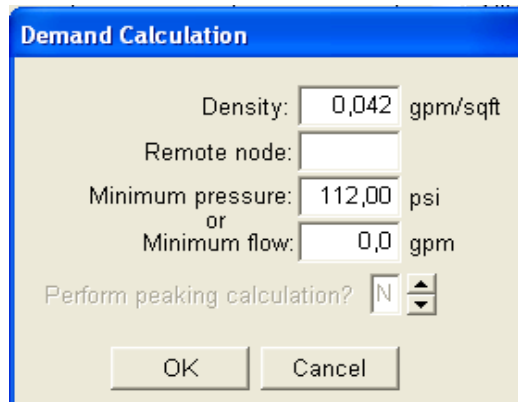 Demand Calculation
Density: 0,042 gpm/sqft
Remote node:
Minimum pressure: 112,00 psi
or
Minimum flow: 0,0 gpm
Perform peaking calculation? N
OK Cancel